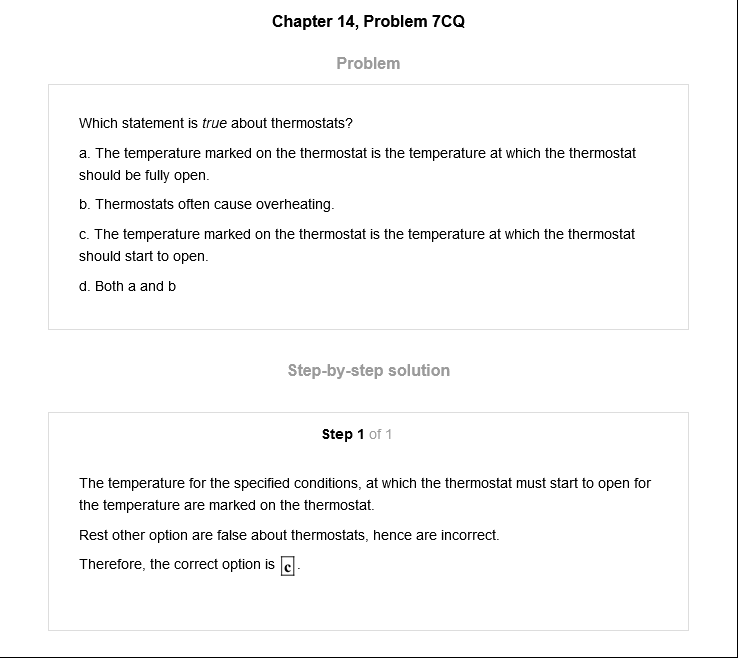 Chapter 14, Problem 7CQ
Problem
Which statement is true about thermostats?
a. The temperature marked on the thermostat is the temperature at which the thermostat
should be fully open.
b. Thermostats often cause overheating.
c. The temperature marked on the thermostat is the temperature at which the thermostat
should start to open.
d. Both a and b
Step-by-step solution
Step 1 of 1
The temperature for the specified conditions, at which the thermostat must start to open for
the temperature are marked on the thermostat.
Rest other option are false about thermostats, hence are incorrect.
Therefore, the correct option is c.